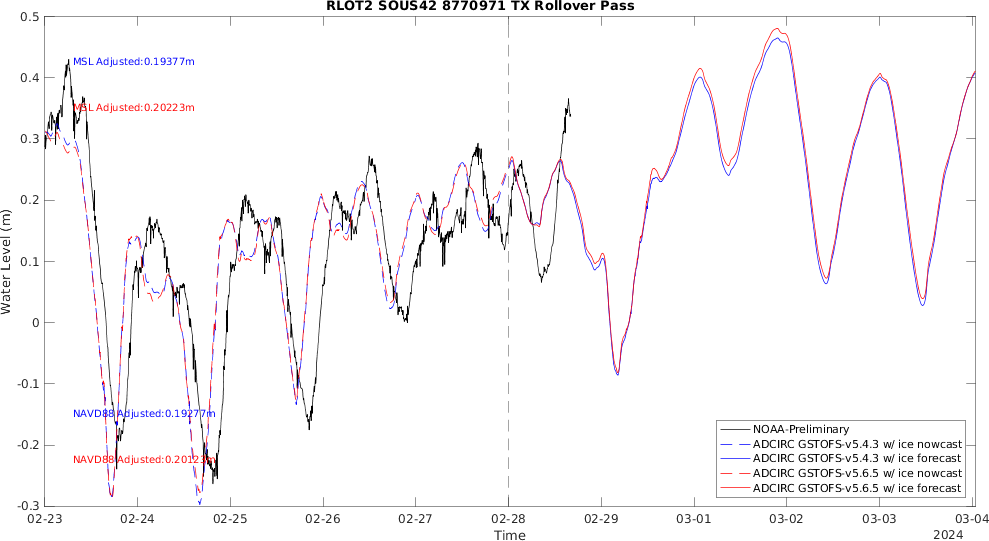 RLOT2 SOUS42 8770971 TX Rollover Pass
0.5
0.4
0.3
0.2
0.1
0
-0.1
-0.2
-0.3
Water Level (m)
MSL Adjusted:0.19377m
MSL Adjusted:0.20223m
NAVD88 Adjusted:0.19277m
NAVD88 Adjusted:0.20123m
NOAA-Preliminary
ADCIRC GSTOFS-v5.4.3 w/ ice nowcast
ADCIRC GSTOFS-v5.4.3 w/ ice forecast
ADCIRC GSTOFS-v5.6.5 w/ ice nowcast
ADCIRC GSTOFS-v5.6.5 w/ ice forecast
02-23 02-24 02-25 02-26 02-27 02-28 02-29 03-01 03-02 03-03 03-04
Time
2024